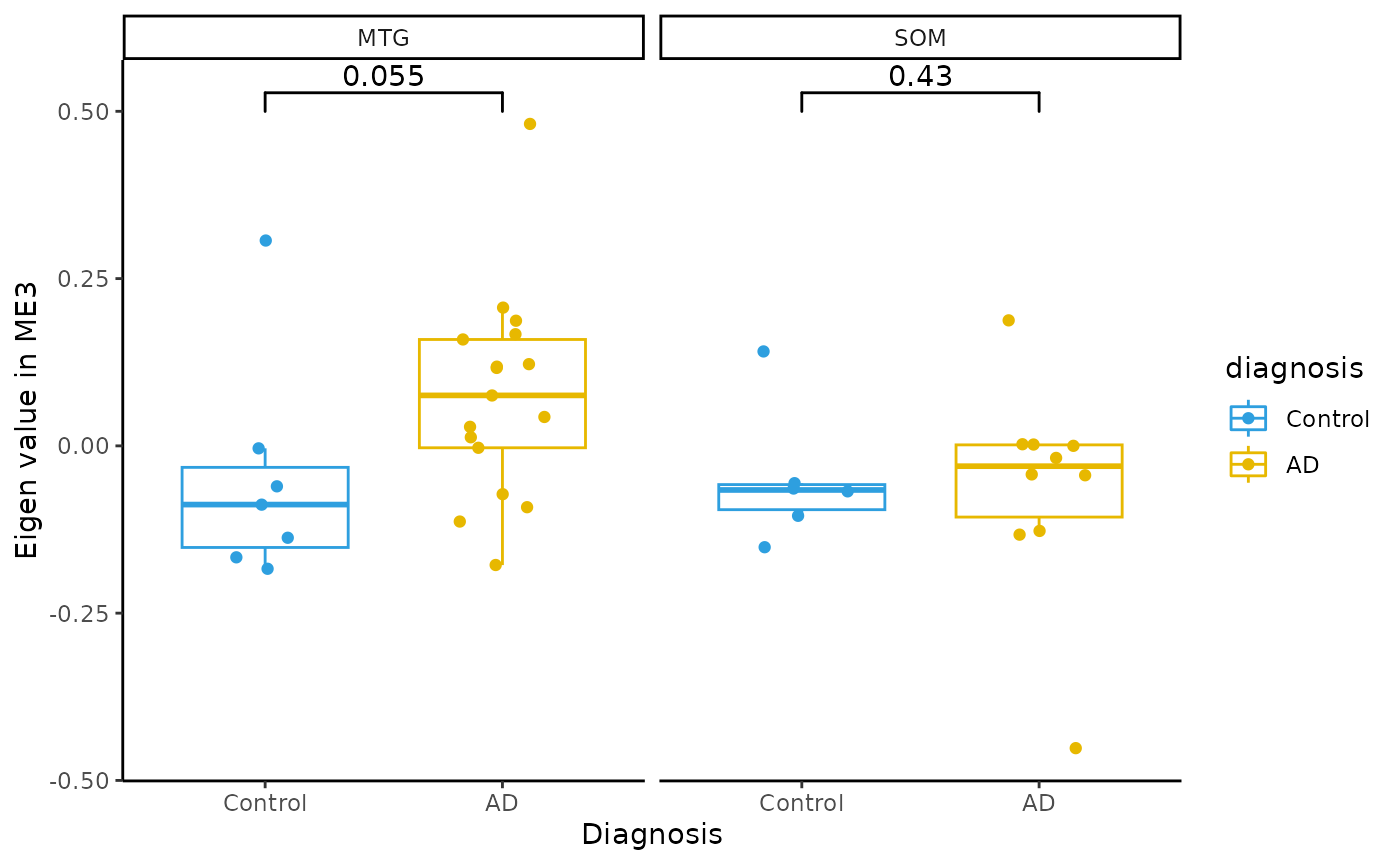 MTG
SOM
0.055
0.43
0.50
0.25
0.00
-0.25
-0.50
Eigen value in ME3
Control
AD
Control
AD
Diagnosis
diagnosis
Control
AD